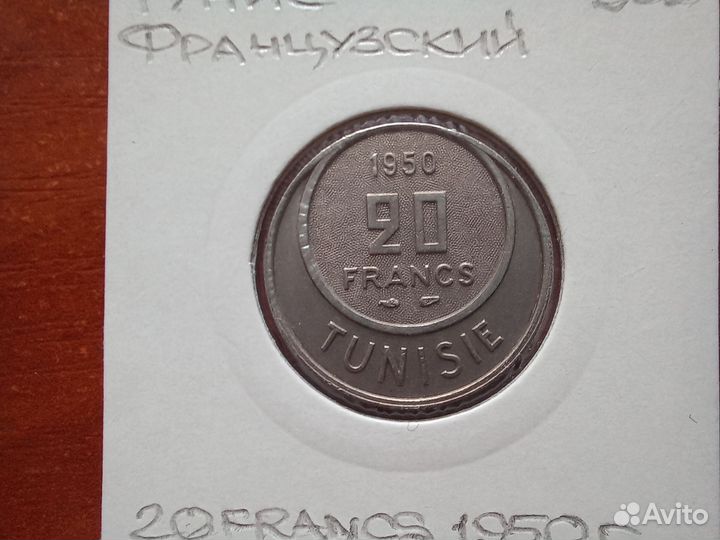 ФРАНЦУЗСКИЙ
1950
20
FRANCS
TUNISIE
20 FRANCS 1950 г
Avito